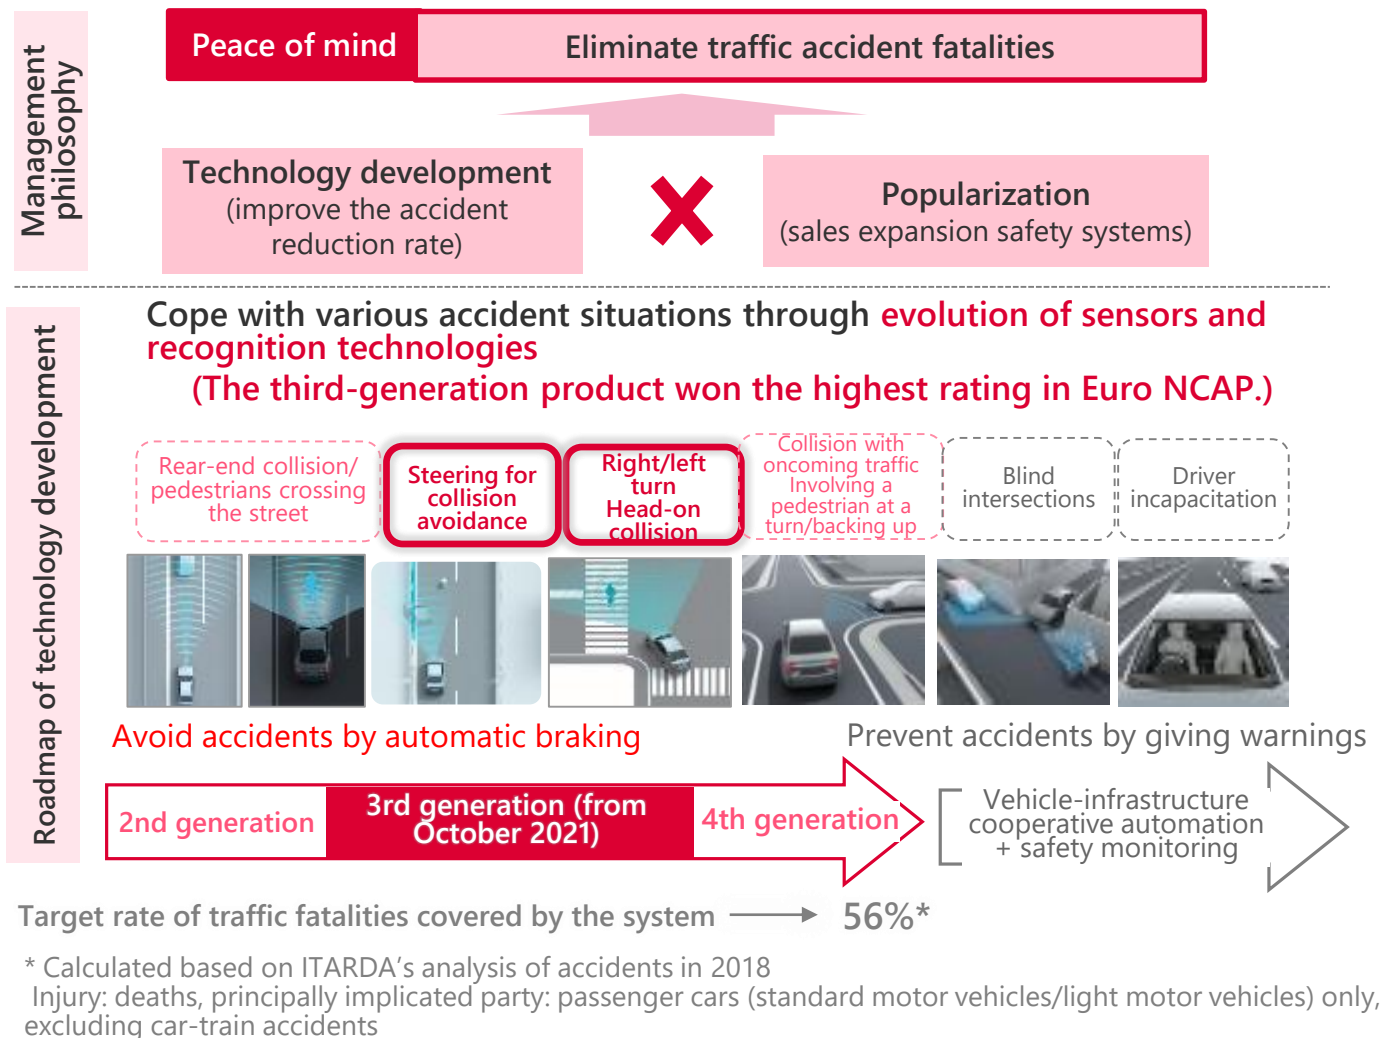 Management
philosophy
Peace of mind
Eliminate traffic accident fatalities
Technology development
(improve the accident
reduction rate)
Popularization
(sales expansion safety systems)
Roadmap of technology development
Cope with various accident situations through evolution of sensors and
recognition technologies
(The third-generation product won the highest rating in Euro NCAP.)
Rear-end collision/
pedestrians crossing
the street
Steering for
collision
avoidance
Right/left
turn
Head-on
collision
Collision with
oncoming traffic
Involving a
pedestrian at a
turn/backing up
Blind
intersections
Driver
incapacitation
Avoid accidents by automatic braking
Prevent accidents by giving warnings
2nd generation
3rd generation (from
October 2021)
4th generation
Vehicle-infrastructure
cooperative automation
+ safety monitoring
Target rate of traffic fatalities covered by the system
56%*
* Calculated based on ITARDA's analysis of accidents in 2018
Injury: deaths, principally implicated party: passenger cars (standard motor vehicles/light motor vehicles) only,
excluding car-train accidents